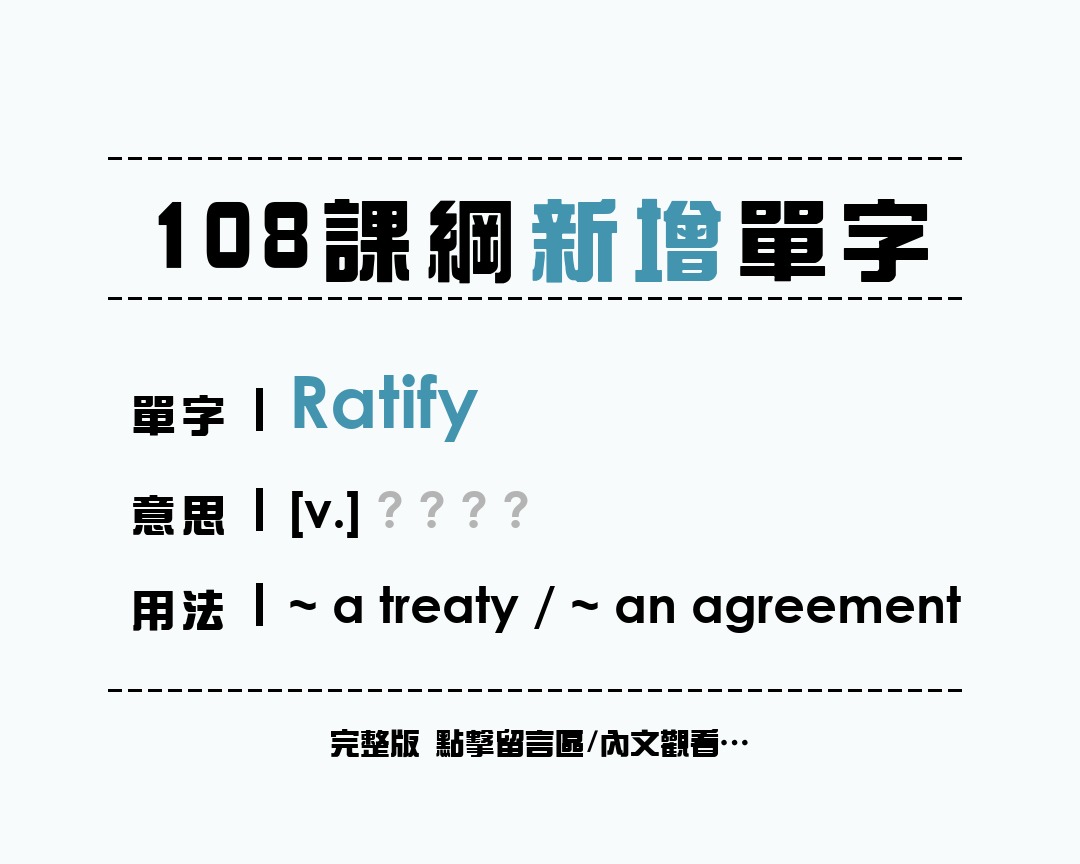 108課綱新增單字
單字 | Ratify
意思 | [v.] ? ? ? ?
用法 | ~ a treaty / ~ an agreement
完整版 點擊留言區/內文觀看⋯